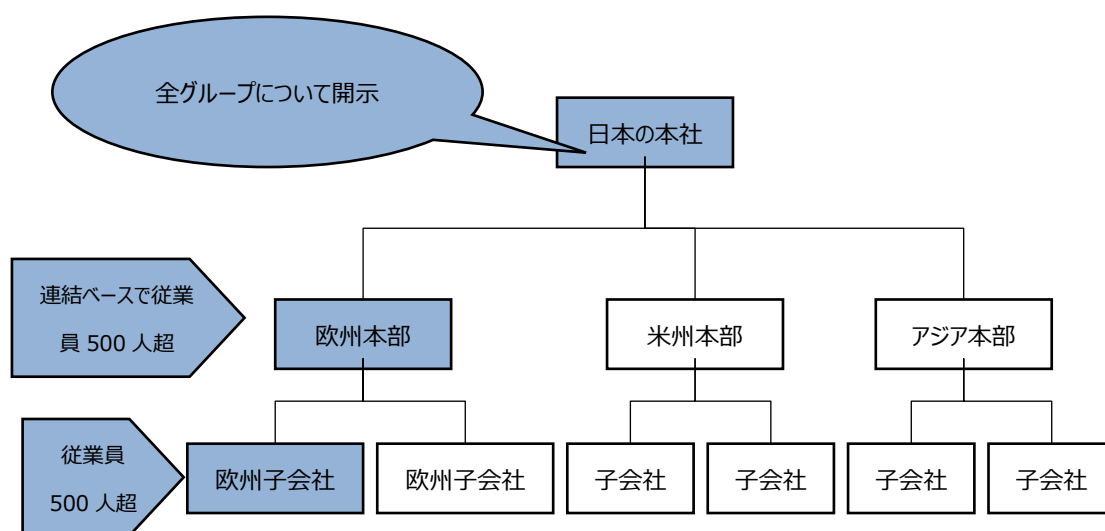 全グループについて開示
日本の本社
連結ベースで従業
員 500 人超
欧州本部
米州本部
アジア本部
従業員
500 人超
欧州子会社
欧州子会社
子会社
子会社
子会社
子会社